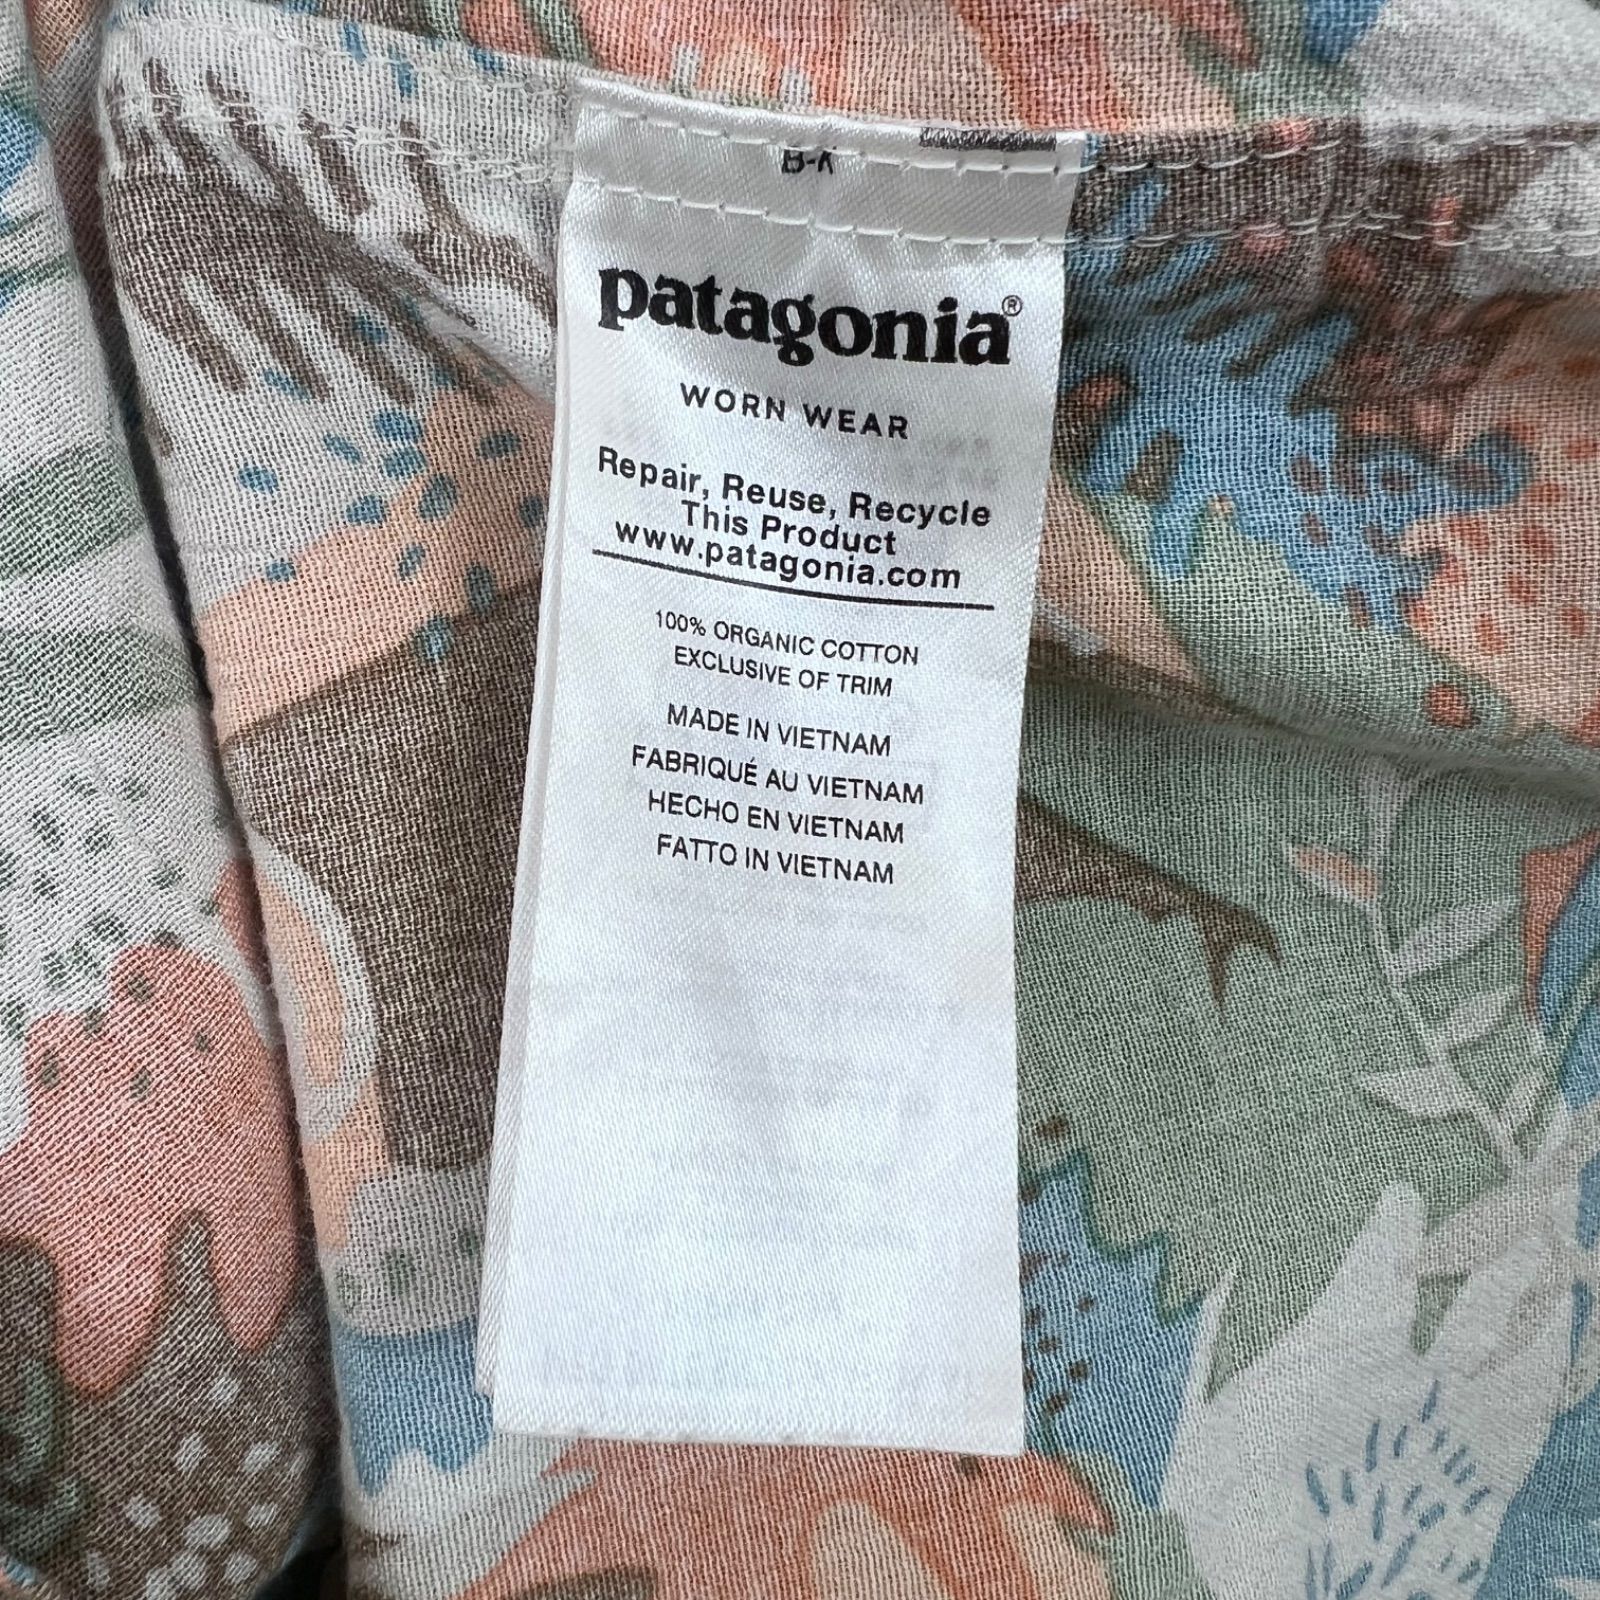 B-K
patagonia®
WORN WEAR
Repair, Reuse, Recycle
This Product
www.patagonia.com
100% ORGANIC COTTON
EXCLUSIVE OF TRIM
MADE IN VIETNAM
FABRIQUÉ AU VIETNAM
HECHO EN VIETNAM
FATTO IN VIETNAM